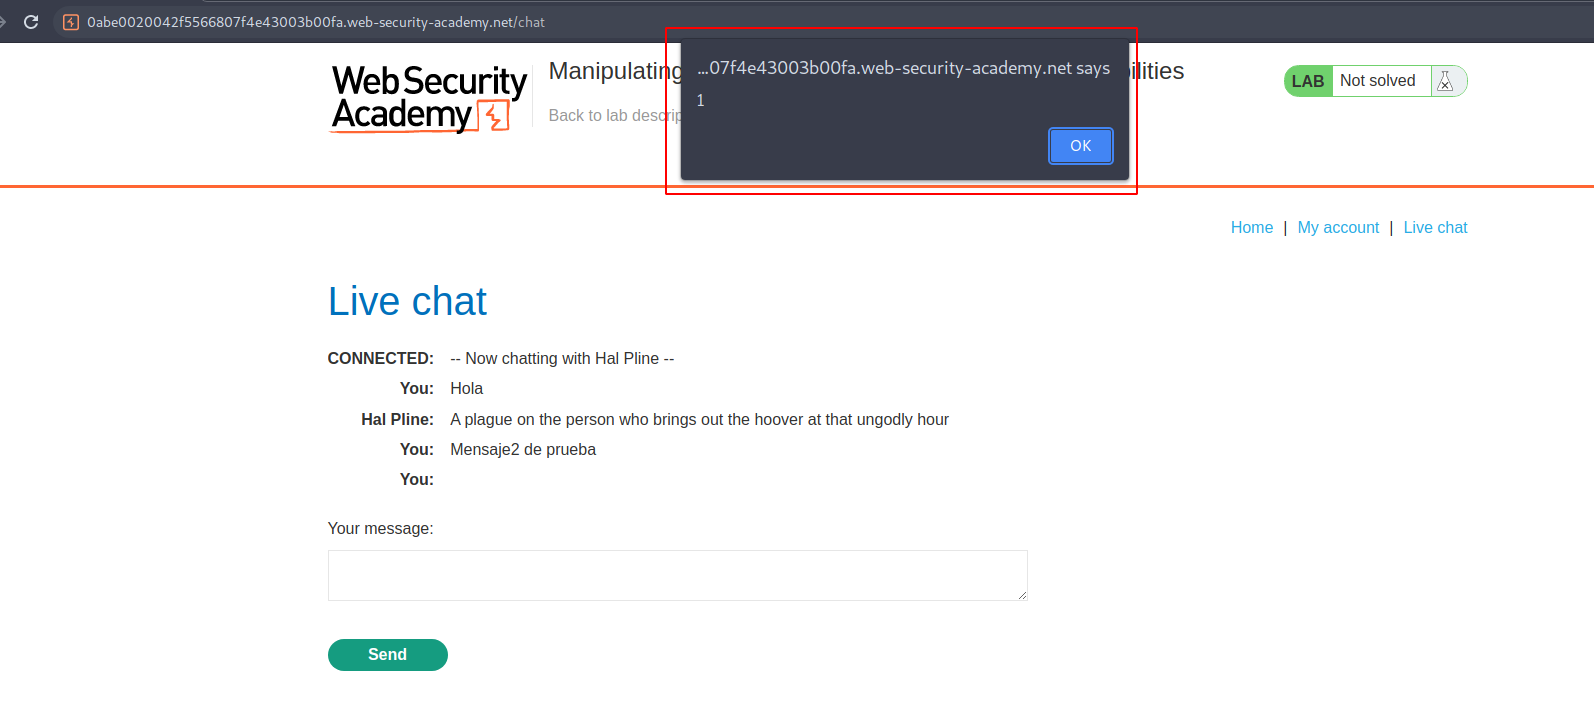 0abe0020042f5566807f4e43003b00fa.web-security-academy.net/chat
Web Security
Academy
Manipulating
ilities
Back to lab descrip
LAB Not solved
...07f4e43003b00fa.web-security-academy.net says
1
OK
Home | My account | Live chat
Live chat
CONNECTED: -- Now chatting with Hal Pline --
You: Hola
Hal Pline: A plague on the person who brings out the hoover at that ungodly hour
You: Mensaje2 de prueba
You:
Your message:
Send